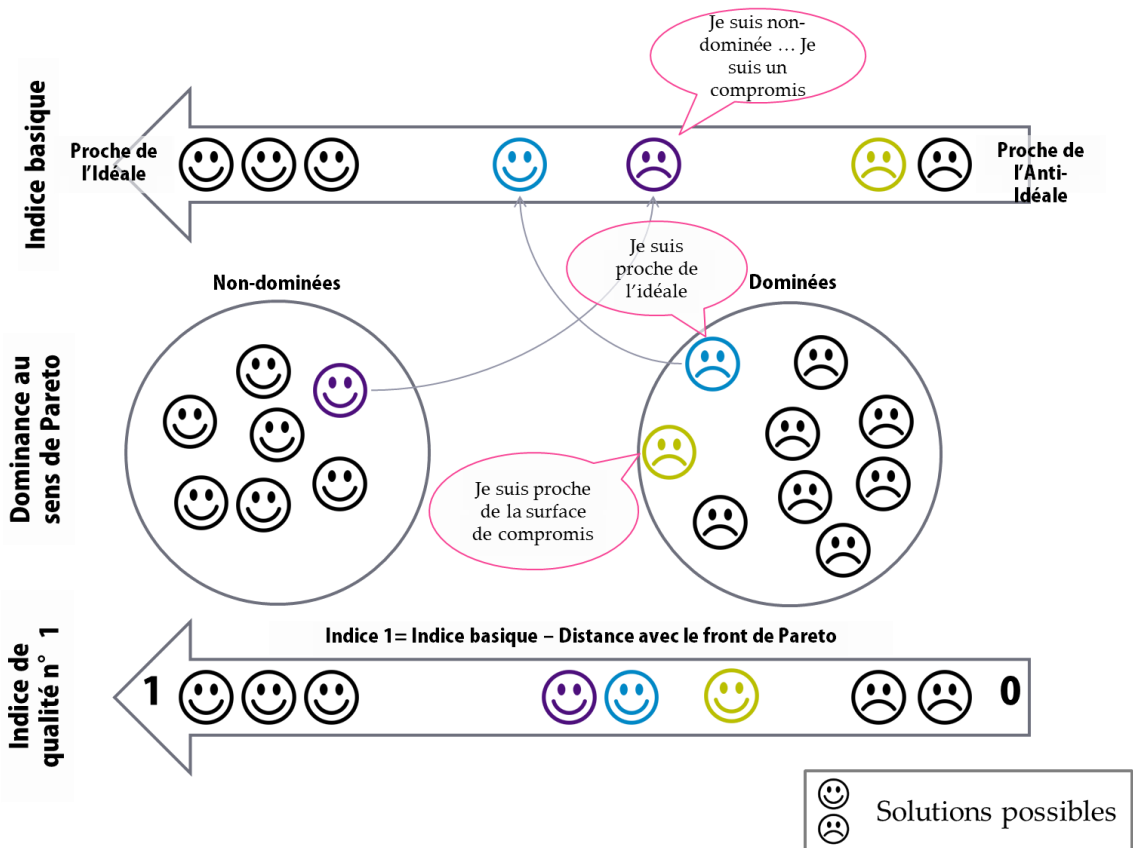 Je suis non-
dominée … Je
suis un
compromis
Indice basique
Proche de
l'Idéale
Proche de
l'Anti-
Idéale
Je suis
proche de
l'idéale
Non-dominées
Dominées
Dominance au
sens de Pareto
Je suis proche
de la surface
de compromis
Indice 1= Indice basique – Distance avec le front de Pareto
Indice de
qualité n° 1
1
0
Solutions possibles